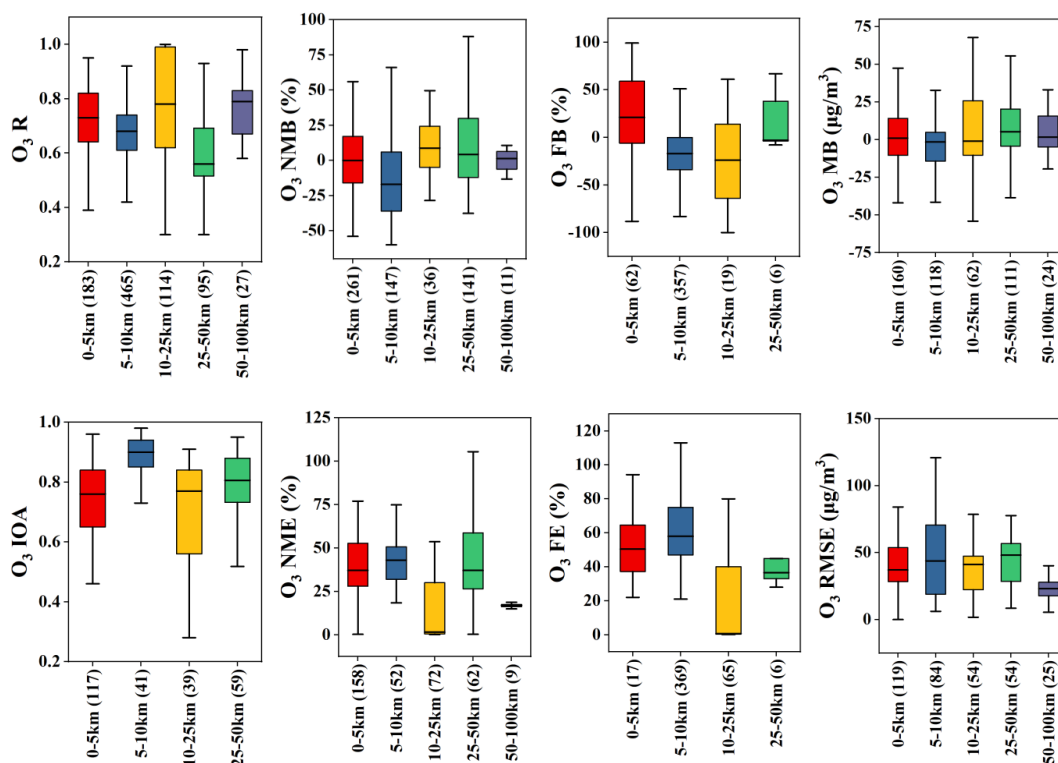 O3 R
1.0
0.8
0.6
0.4
0.2
0-5km (183)
5-10km (465)
10-25km (114)
25-50km (95)
50-100km (27)
O3 NMB (%)
100
50
0
-50
0-5km (261)
5-10km (147)
10-25km (36)
25-50km (141)
50-100km (11)
O3 FB (%)
100
50
0
-50
-100
0-5km (62)
5-10km (357)
10-25km (19)
25-50km (6)
O3 MB (μg/m³)
75
50
25
0
-25
-50
-75
0-5km (160)
5-10km (118)
10-25km (62)
25-50km (111)
50-100km (24)
O3 IOA
1.0
0.8
0.6
0.4
0.2
0-5km (117)
5-10km (41)
10-25km (39)
25-50km (59)
O3 NME (%)
125
100
75
50
25
0
0-5km (158)
5-10km (52)
10-25km (72)
25-50km (62)
50-100km (9)
O3 FE (%)
120
100
80
60
40
20
0
0-5km (17)
5-10km (369)
10-25km (65)
25-50km (6)
O3 RMSE (μg/m³)
150
100
50
0
0-5km (119)
5-10km (84)
10-25km (54)
25-50km (54)
50-100km (25)